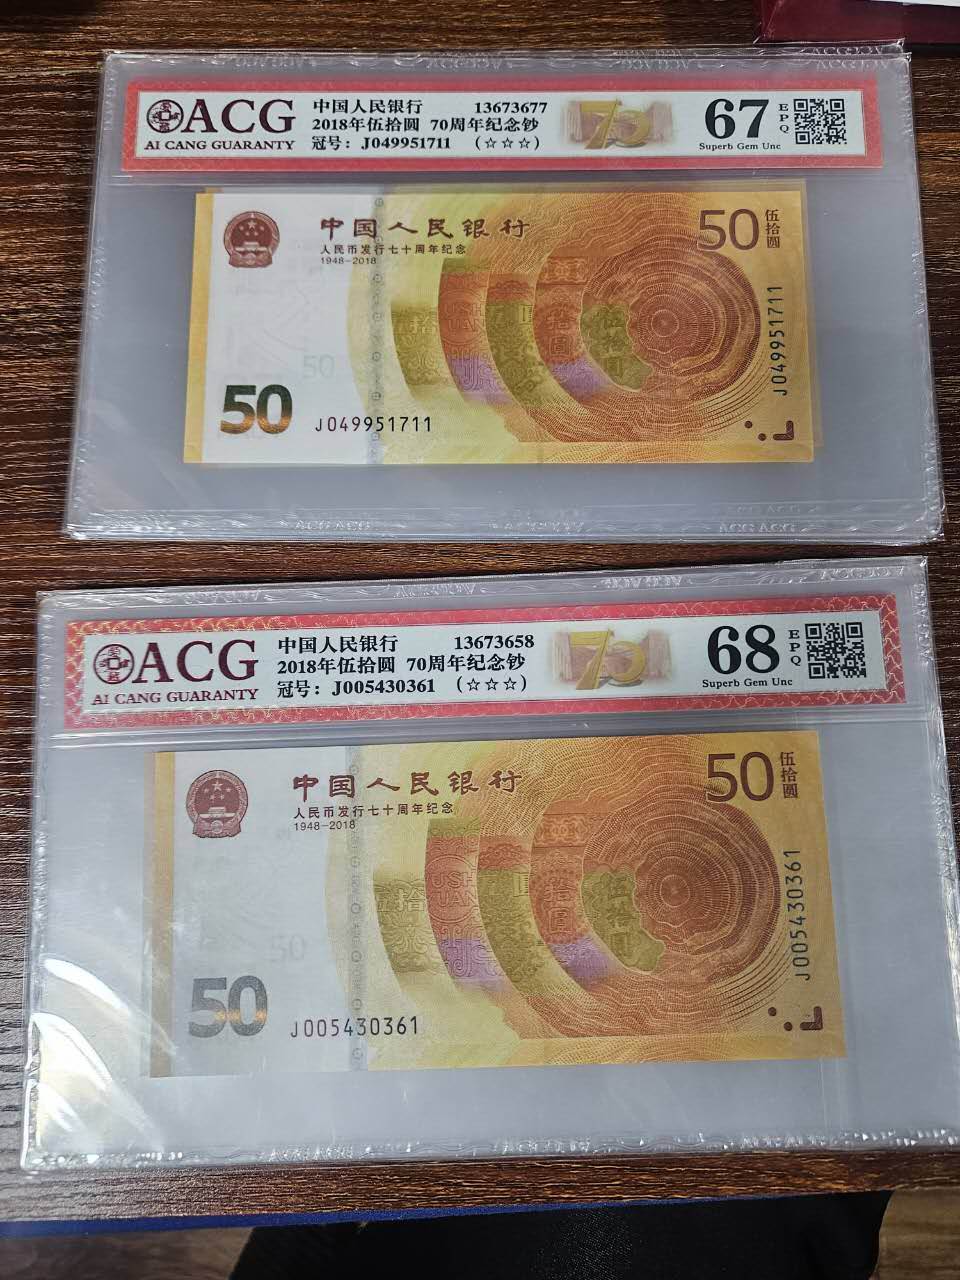 ACG
AI CANG GUARANTY
中国人民银行 13673677
2018年伍拾圆 70周年纪念钞
冠号：J049951711 （☆☆☆）
70
67
EPQ
Superb Gem Unc
中国人民银行
人民币发行七十周年纪念
1948-2018
50
伍拾圆
50
50
J049951711
J049951711
ACG ACG
ACG
AI CANG GUARANTY
中国人民银行 13673658
2018年伍拾圆 70周年纪念钞
冠号：J005430361 （☆☆☆）
70
68
EPQ
Superb Gem Unc
中国人民银行
人民币发行七十周年纪念
1948-2018
50
伍拾圆
50
50
J005430361
J005430361